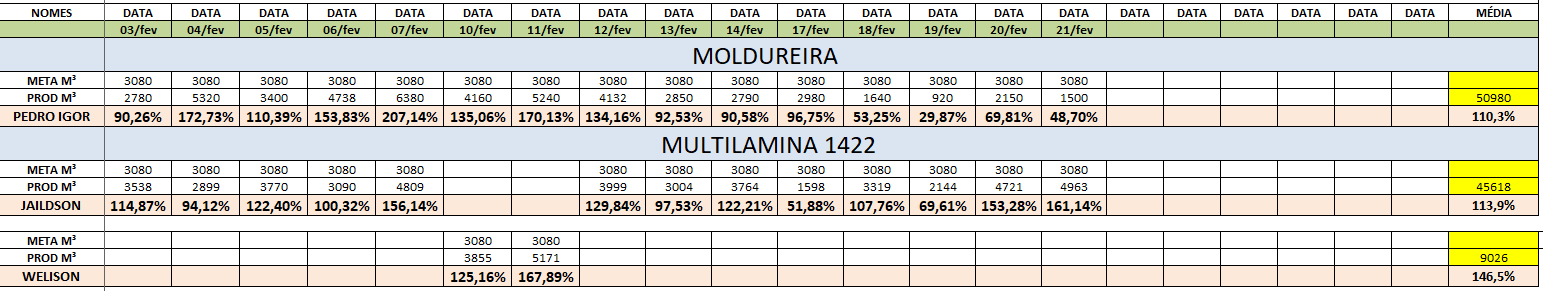 NOMES DATA DATA DATA DATA DATA DATA DATA DATA DATA DATA DATA DATA DATA DATA DATA DATA DATA DATA DATA DATA DATA MÉDIA
03/fev 04/fev 05/fev 06/fev 07/fev 10/fev 11/fev 12/fev 13/fev 14/fev 17/fev 18/fev 19/fev 20/fev 21/fev
MOLDUREIRA
META M³ 3080 3080 3080 3080 3080 3080 3080 3080 3080 3080 3080 3080 3080 3080 3080
PROD M³ 2780 5320 3400 4738 6380 4160 5240 4132 2850 2790 2980 1640 920 2150 1500 50980
PEDRO IGOR 90,26% 172,73% 110,39% 153,83% 207,14% 135,06% 170,13% 134,16% 92,53% 90,58% 96,75% 53,25% 29,87% 69,81% 48,70% 110,3%
MULTILAMINA 1422
META M³ 3080 3080 3080 3080 3080 3080 3080 3080 3080 3080 3080 3080 3080
PROD M³ 3538 2899 3770 3090 4809 3999 3004 3764 1598 3319 2144 4721 4963 45618
JAILDSON 114,87% 94,12% 122,40% 100,32% 156,14% 129,84% 97,53% 122,21% 51,88% 107,76% 69,61% 153,28% 161,14% 113,9%
META M³ 3080 3080
PROD M³ 3855 5171 9026
WELISON 125,16% 167,89% 146,5%